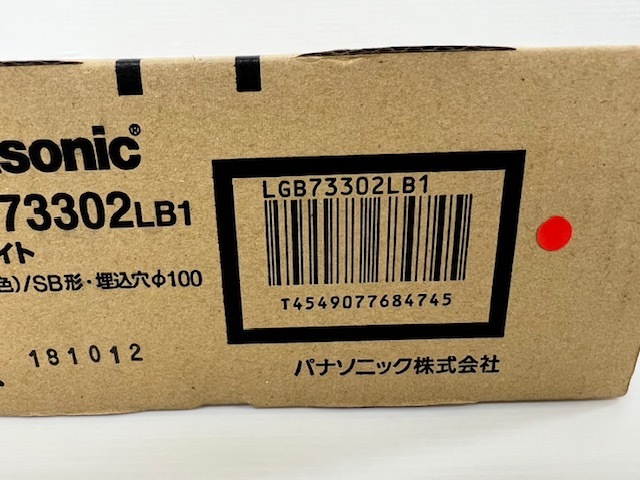 sonic®
73302LB1
イト
色)/SB形・埋込穴φ100
181012
LGB73302LB1
T4549077684745
パナソニック株式会社